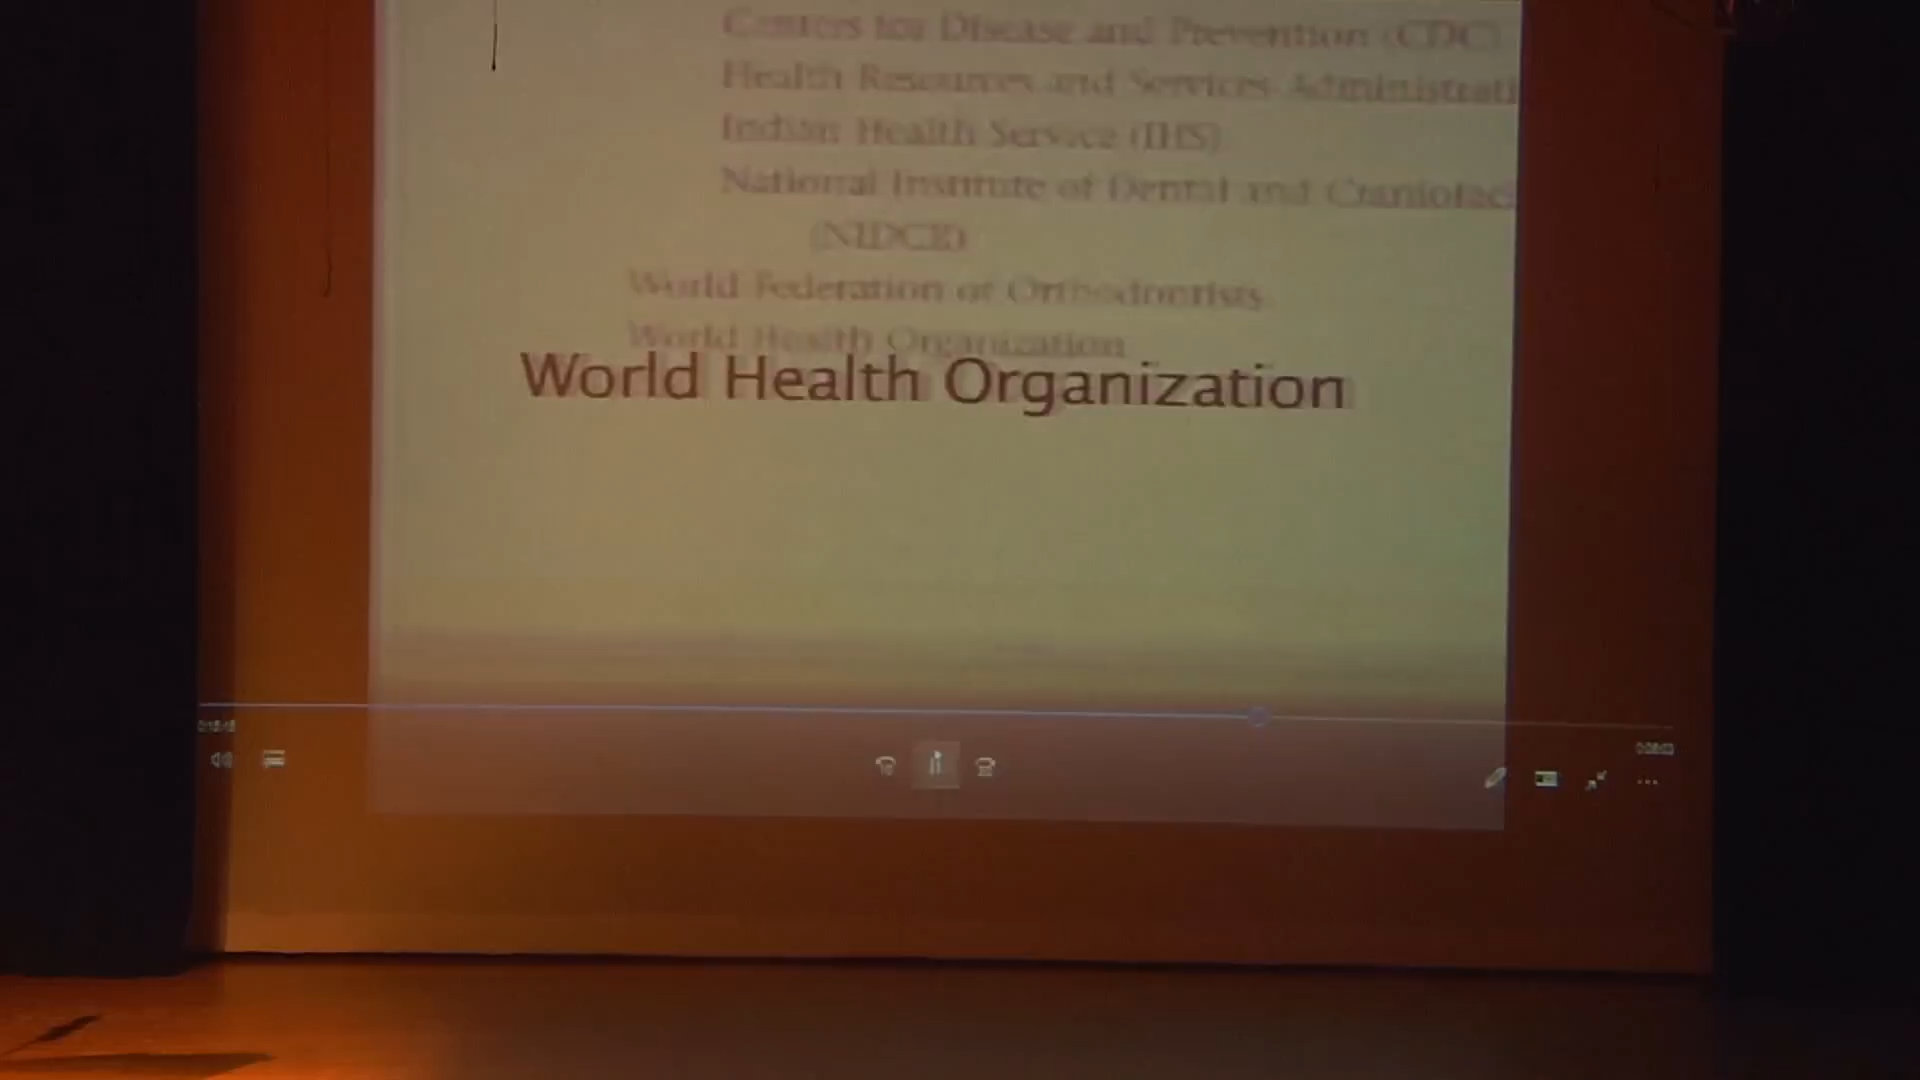 Centers for Disease and Prevention (CDC)
Health Resources and Services Administrati
Indian Health Service (IHS)
National Institute of Dental and Craniofaci
(NIDCR)
World Federation of Orthodontists
World Health Organization
World Health Organization